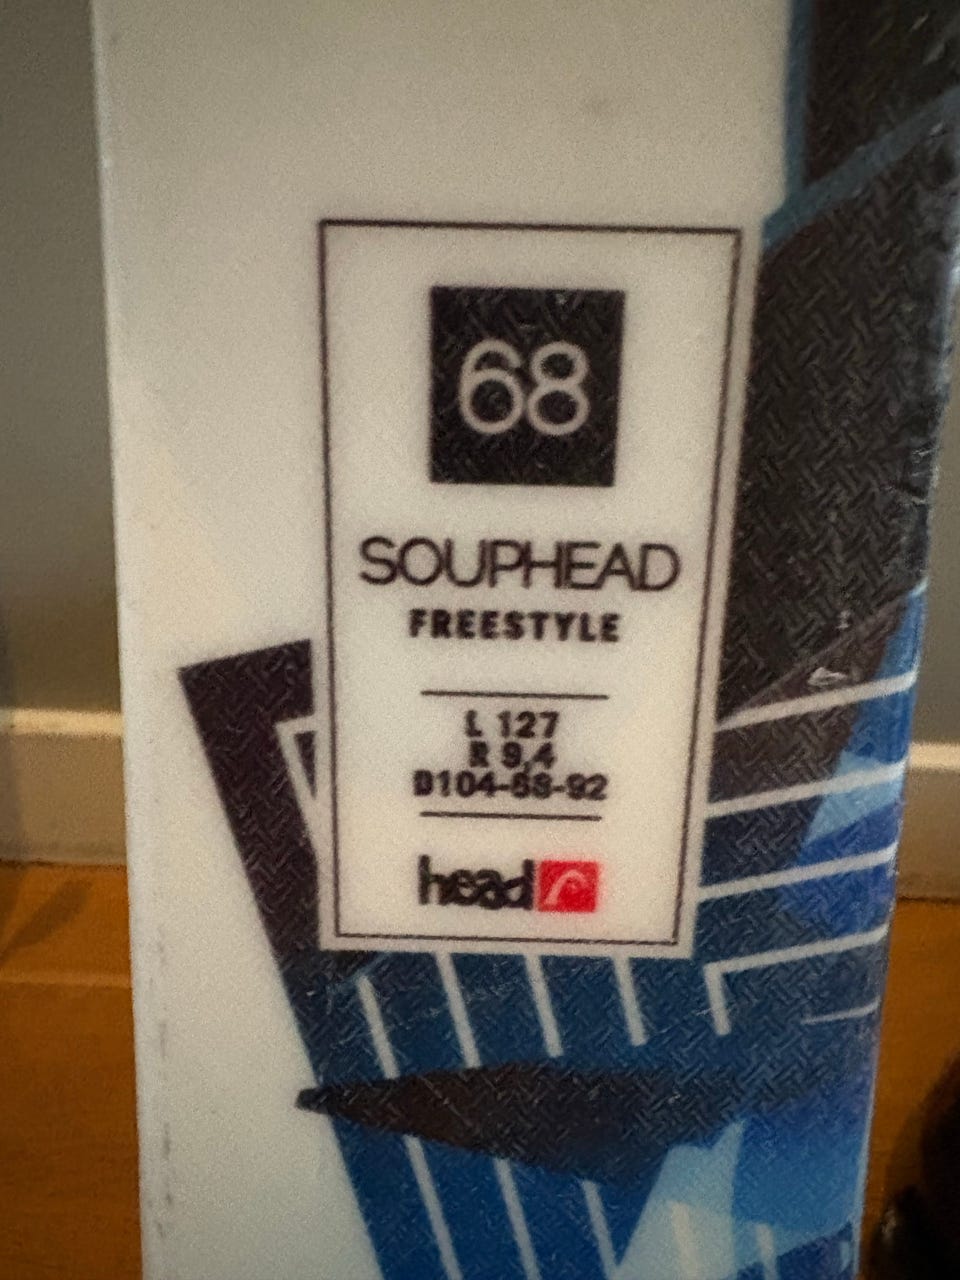 68
SOUPHEAD
FREESTYLE
L 127
R 9,4
D104-68-92
head